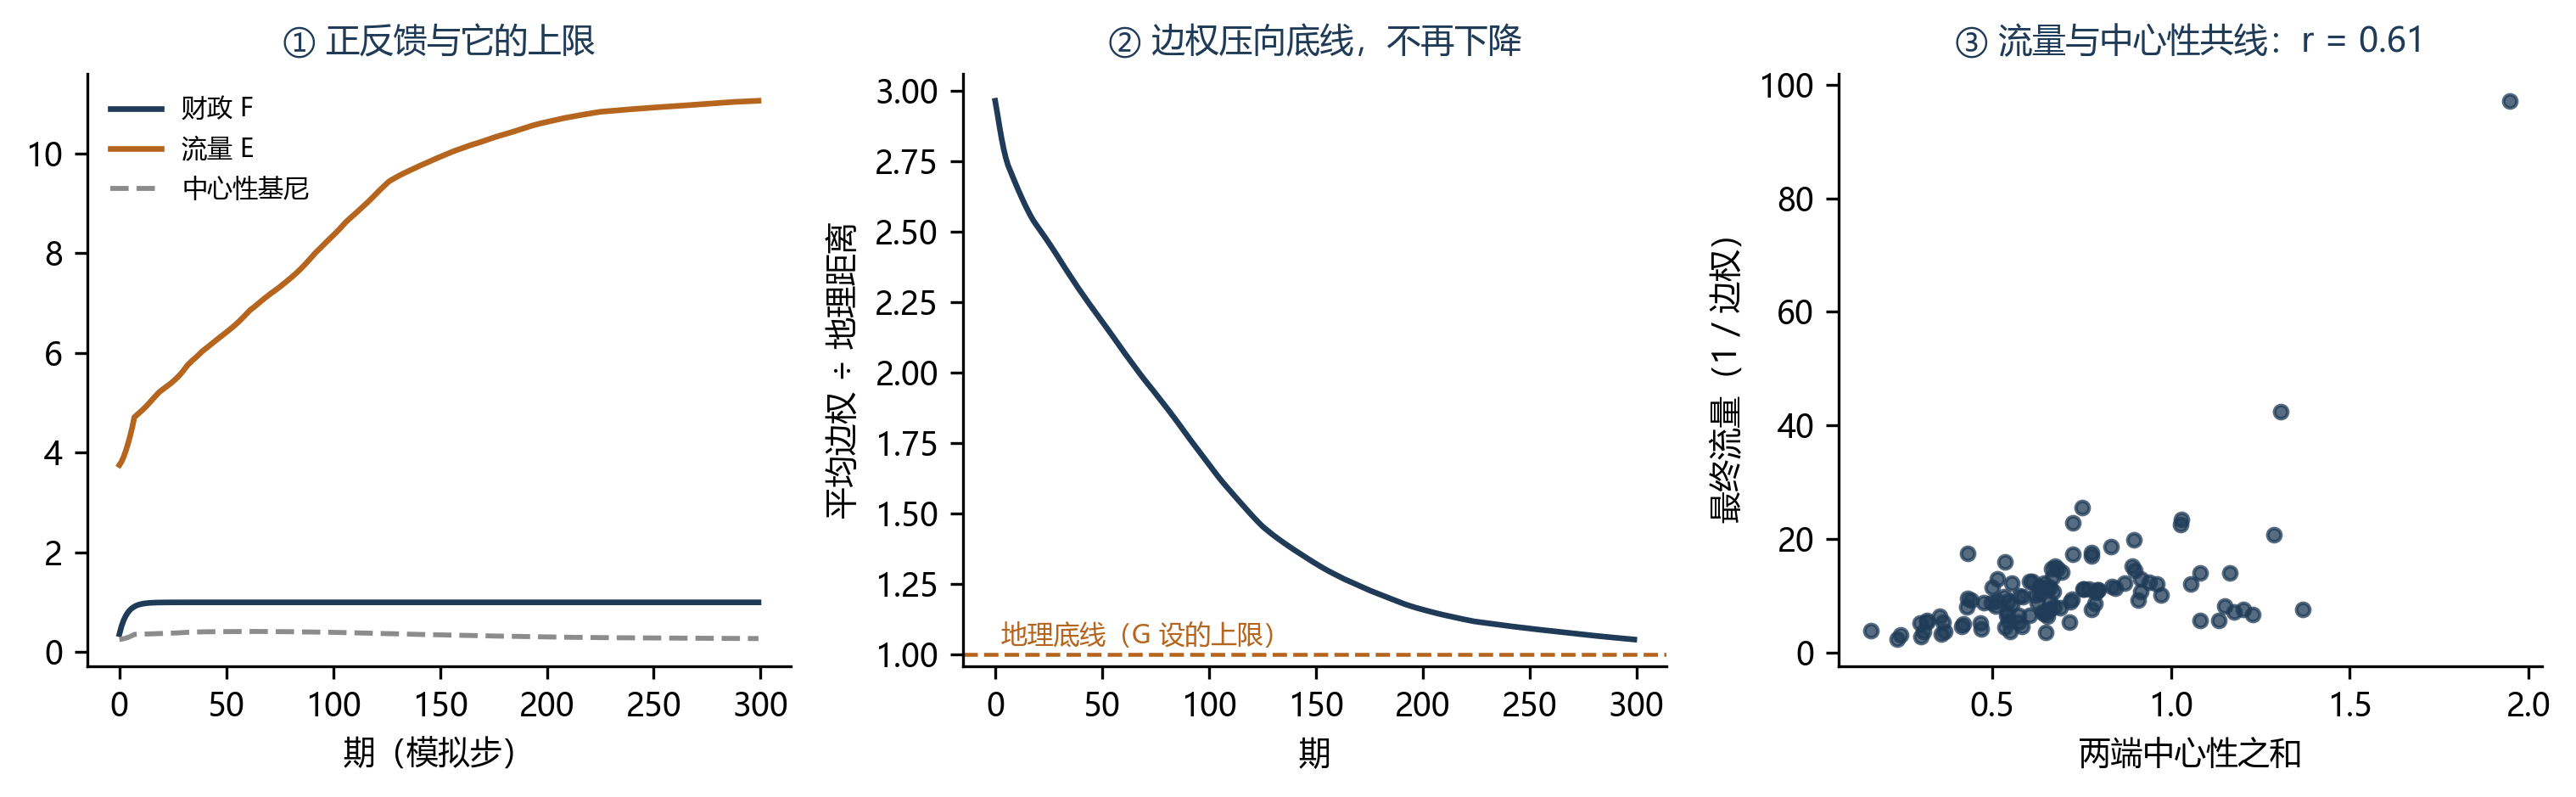 ① 正反馈与它的上限
财政 F
流量 E
中心性基尼
10
8
6
4
2
0
0 50 100 150 200 250 300
期（模拟步）
② 边权压向底线，不再下降
平均边权 ÷ 地理距离
3.00
2.75
2.50
2.25
2.00
1.75
1.50
1.25
1.00
地理底线（G 设的上限）
0 50 100 150 200 250 300
期
③ 流量与中心性共线：r = 0.61
最终流量（1 / 边权）
100
80
60
40
20
0
0.5 1.0 1.5 2.0
两端中心性之和